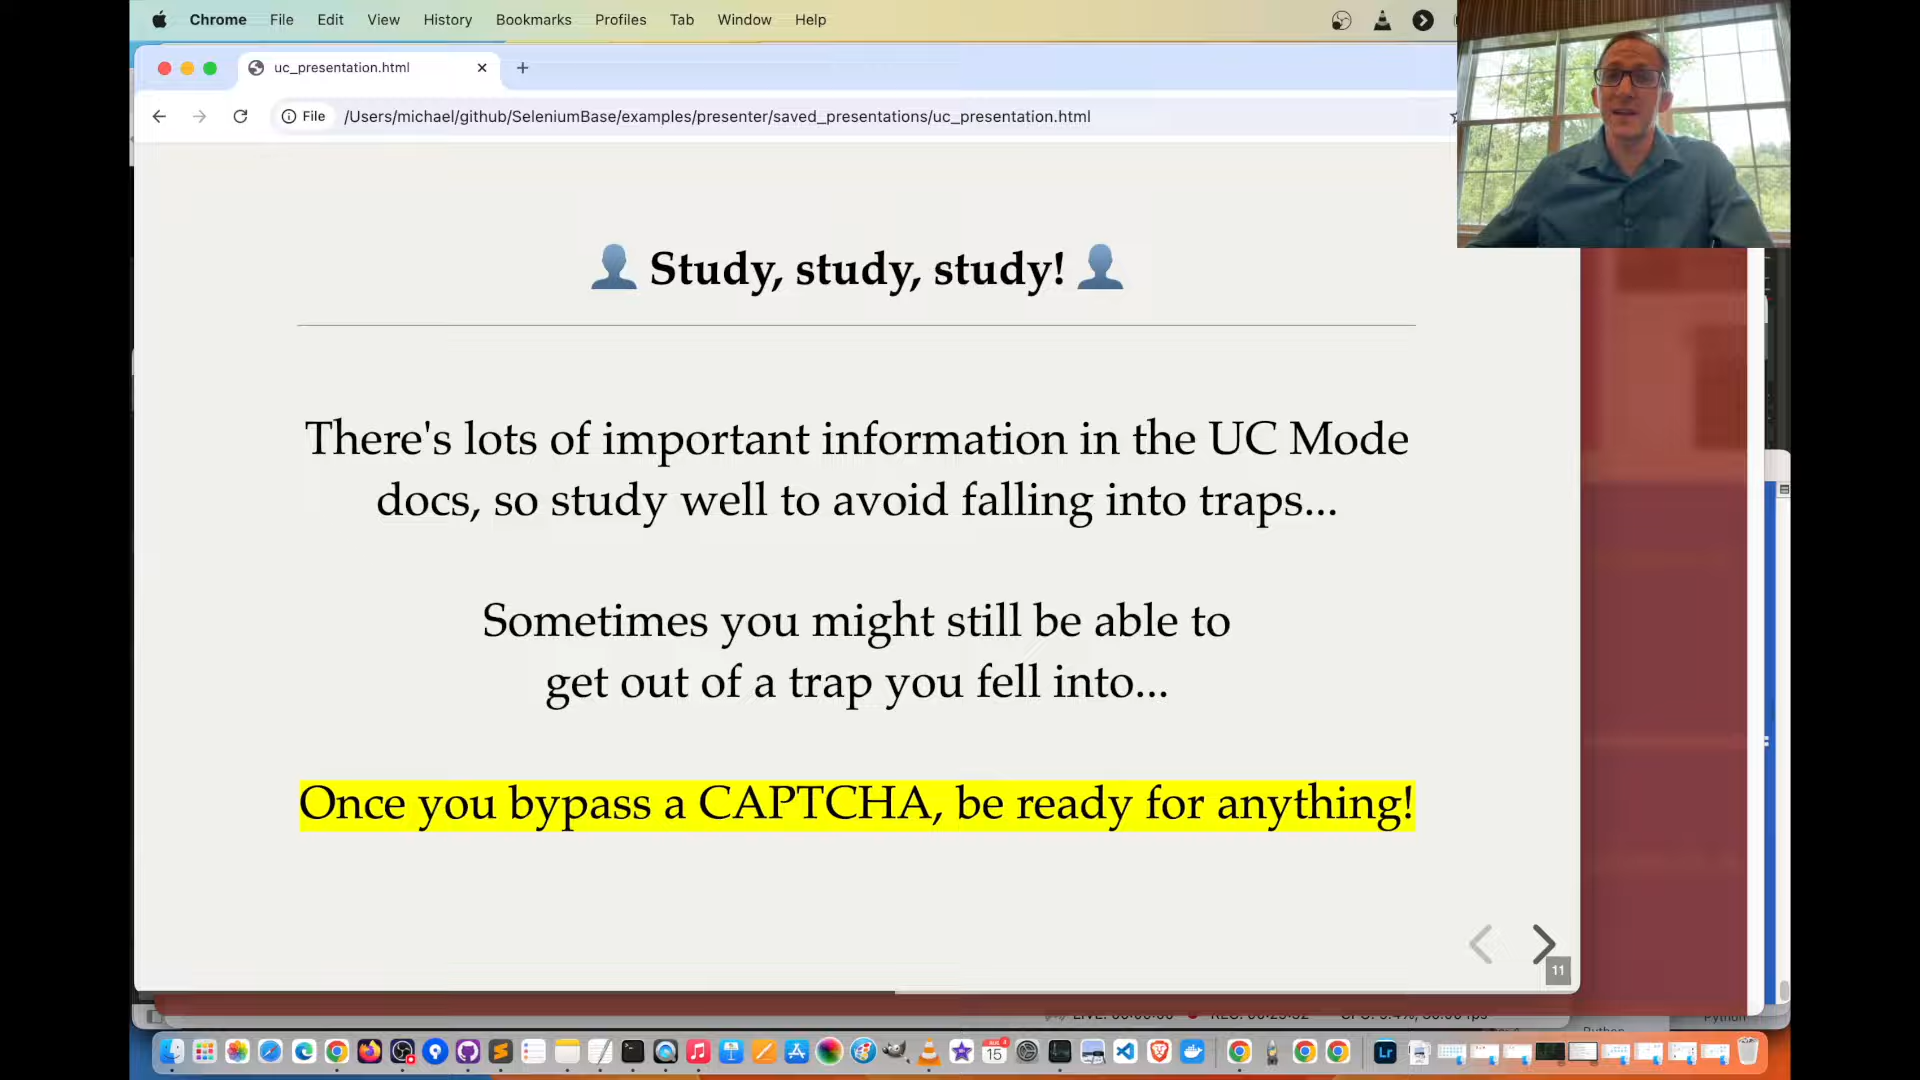 Chrome File Edit View History Bookmarks Profiles Tab Window Help
uc_presentation.html
File /Users/michael/github/SeleniumBase/examples/presenter/saved_presentations/uc_presentation.html
Study, study, study!
There's lots of important information in the UC Mode
docs, so study well to avoid falling into traps...
Sometimes you might still be able to
get out of a trap you fell into...
Once you bypass a CAPTCHA, be ready for anything!
11
15
Lr